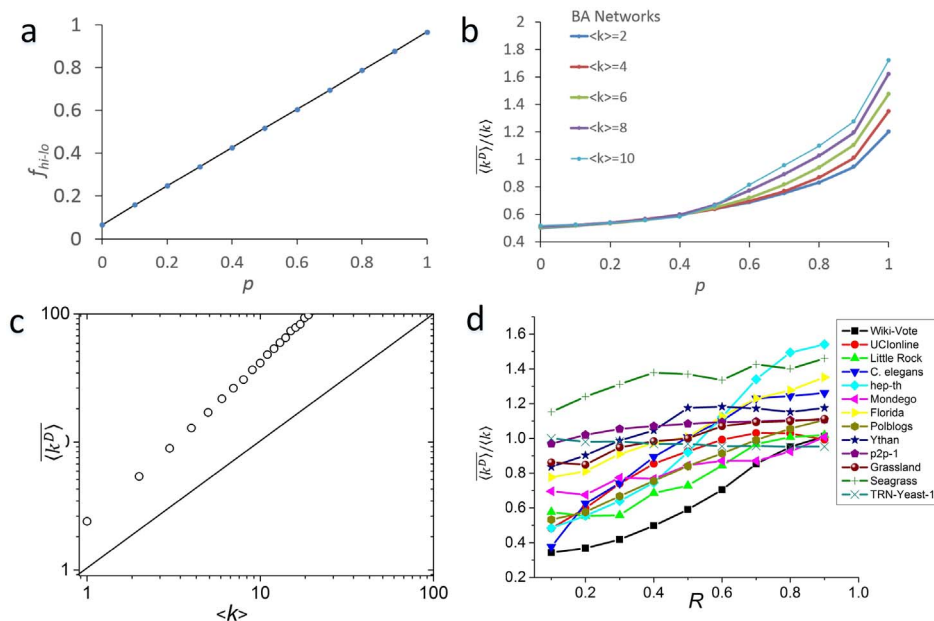 a
f_hi-lo
1
0.8
0.6
0.4
0.2
0
0 0.2 0.4 0.6 0.8 1
p
b
BA Networks
<k>=2
<k>=4
<k>=6
<k>=8
<k>=10
⟨k^D⟩/⟨k⟩
2
1.8
1.6
1.4
1.2
1
0.8
0.6
0.4
0 0.2 0.4 0.6 0.8 1
p
c
⟨k^D⟩
100
1
1 10 100
<k>
d
⟨k^D⟩/⟨k⟩
1.6
1.4
1.2
1.0
0.8
0.6
0.4
0.2
0.2 0.4 0.6 0.8 1.0
R
Wiki-Vote
UCIonline
Little Rock
C. elegans
hep-th
Mondego
Florida
Polblogs
Ythan
p2p-1
Grassland
Seagrass
TRN-Yeast-1